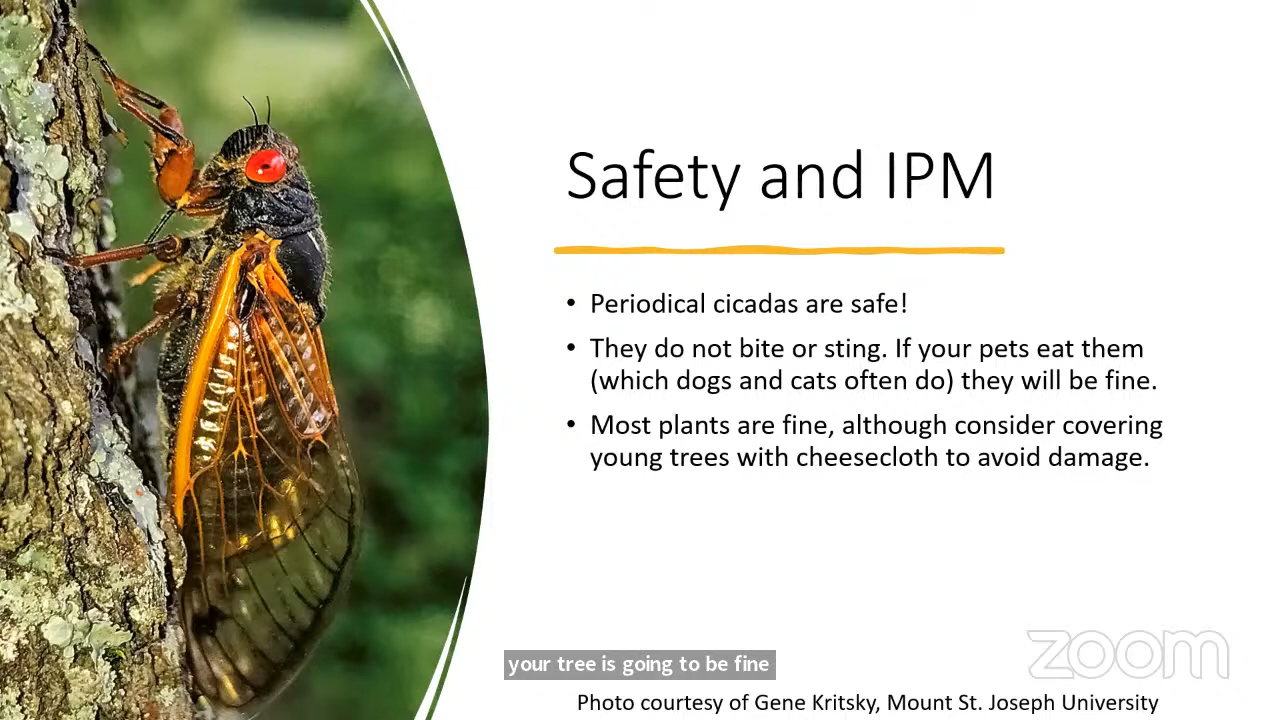 Safety and IPM
• Periodical cicadas are safe!
• They do not bite or sting. If your pets eat them
(which dogs and cats often do) they will be fine.
• Most plants are fine, although consider covering
young trees with cheesecloth to avoid damage.
zoom
your tree is going to be fine
Photo courtesy of Gene Kritsky, Mount St. Joseph University